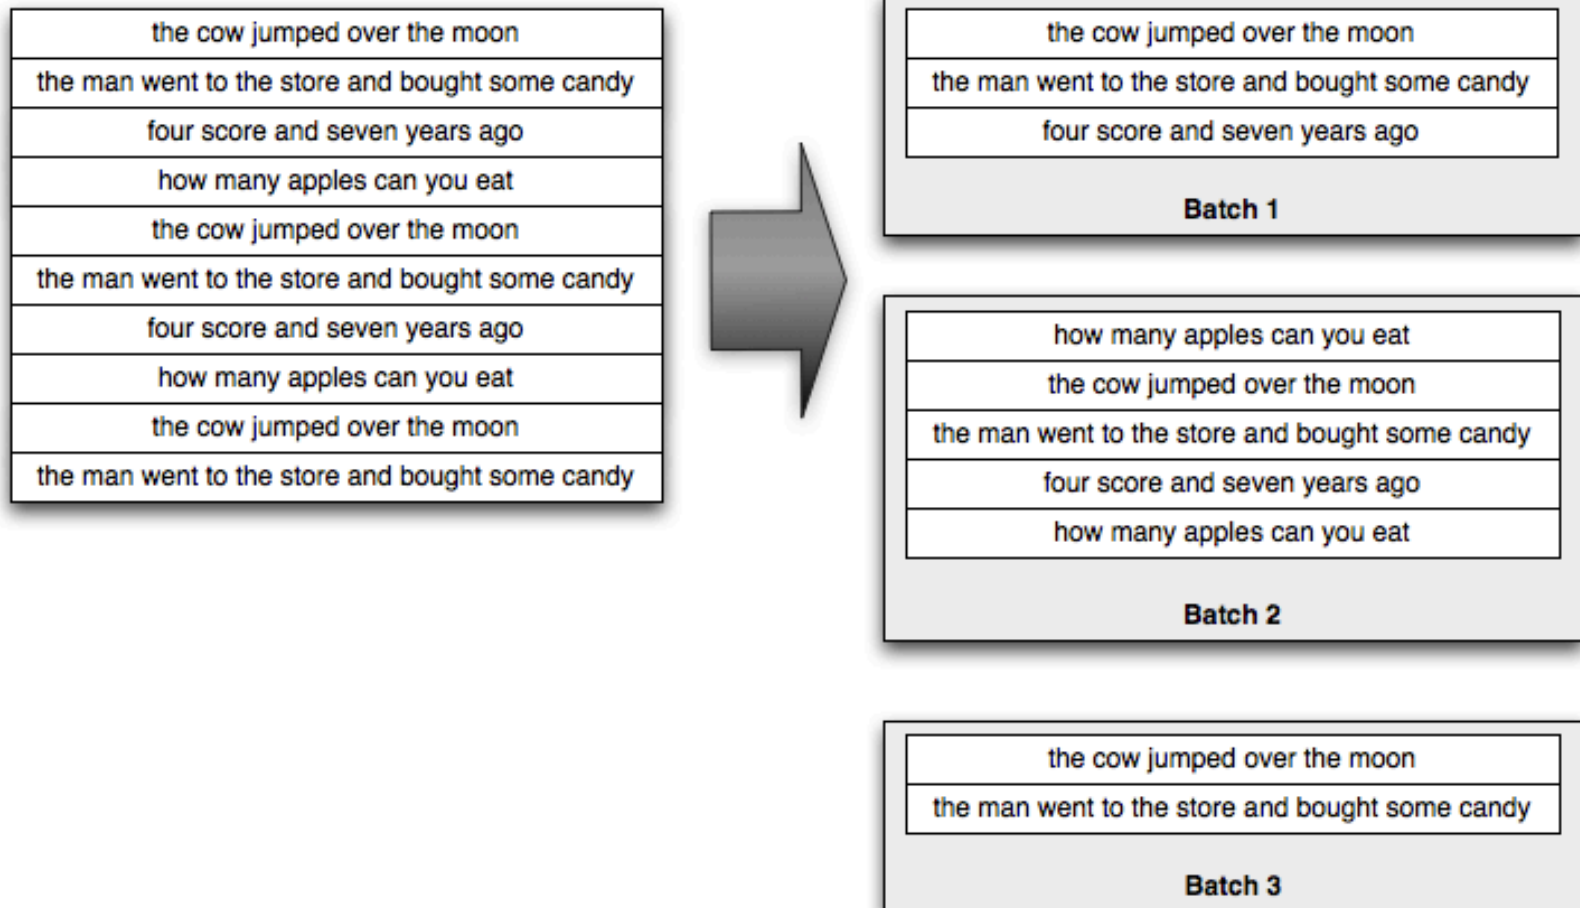 the cow jumped over the moon
the man went to the store and bought some candy
four score and seven years ago
how many apples can you eat
the cow jumped over the moon
the man went to the store and bought some candy
four score and seven years ago
how many apples can you eat
the cow jumped over the moon
the man went to the store and bought some candy
the cow jumped over the moon
the man went to the store and bought some candy
four score and seven years ago
Batch 1
how many apples can you eat
the cow jumped over the moon
the man went to the store and bought some candy
four score and seven years ago
how many apples can you eat
Batch 2
the cow jumped over the moon
the man went to the store and bought some candy
Batch 3